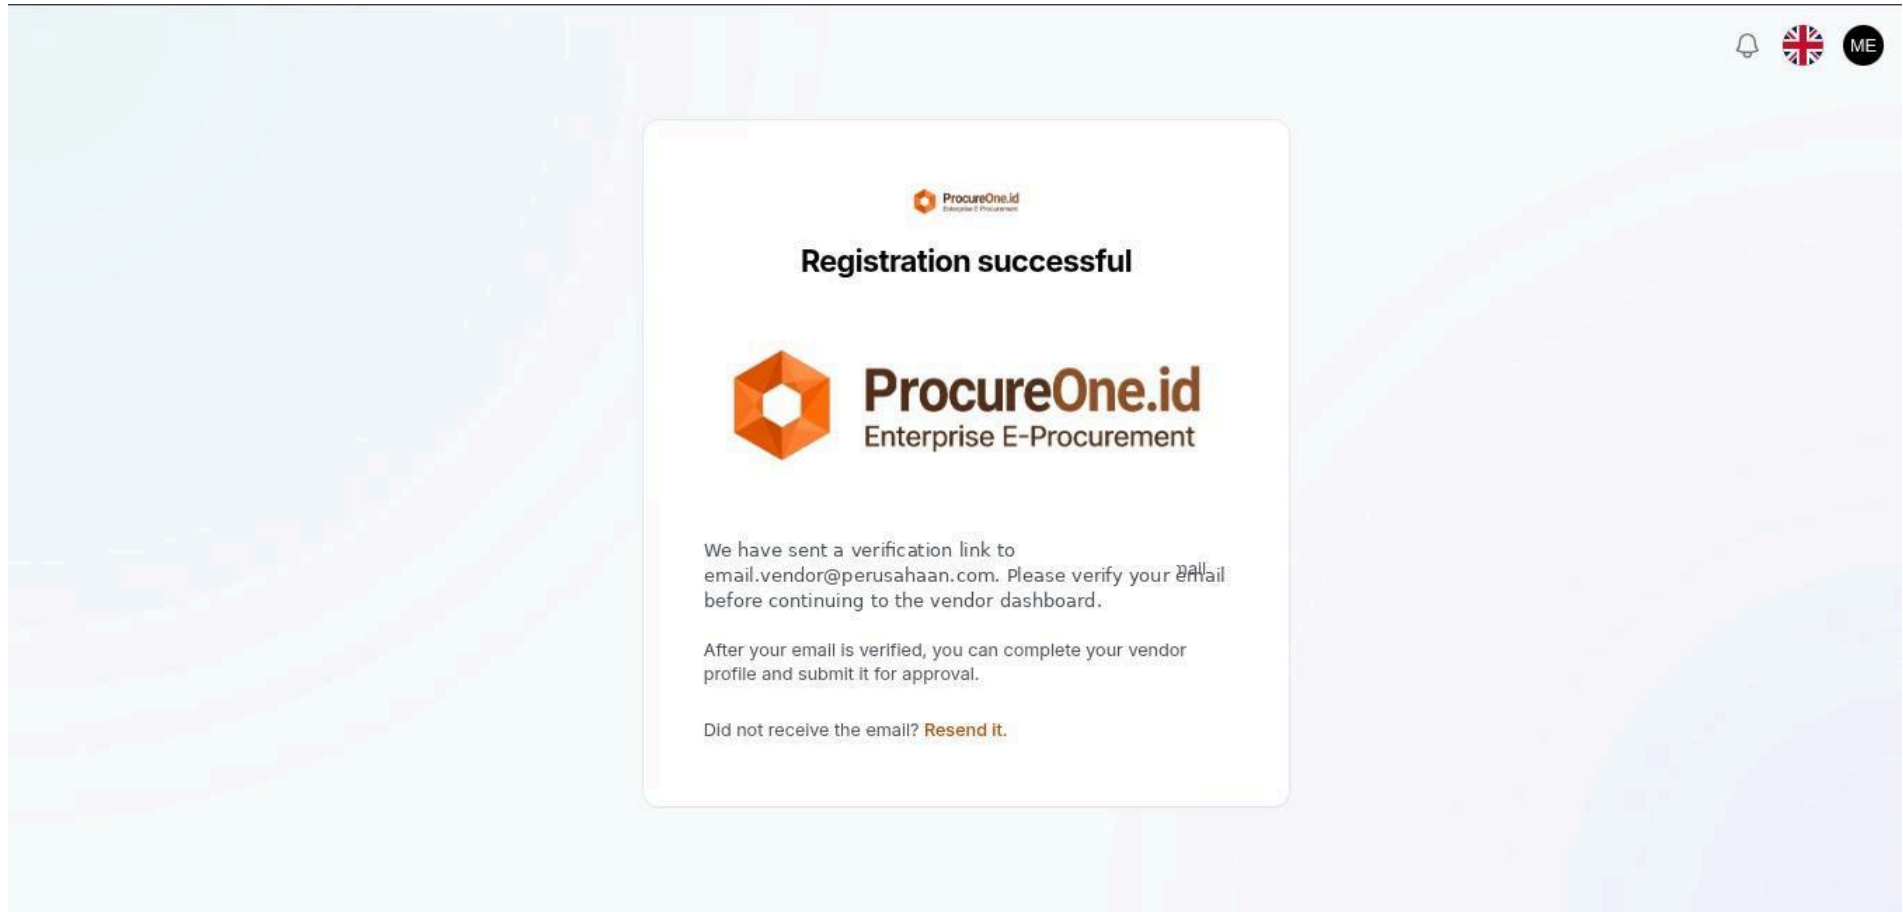 ME
ProcureOne.id
Enterprise E-Procurement
Registration successful
ProcureOne.id
Enterprise E-Procurement
We have sent a verification link to
email.vendor@perusahaan.com. Please verify your email
before continuing to the vendor dashboard.
After your email is verified, you can complete your vendor
profile and submit it for approval.
Did not receive the email? Resend it.